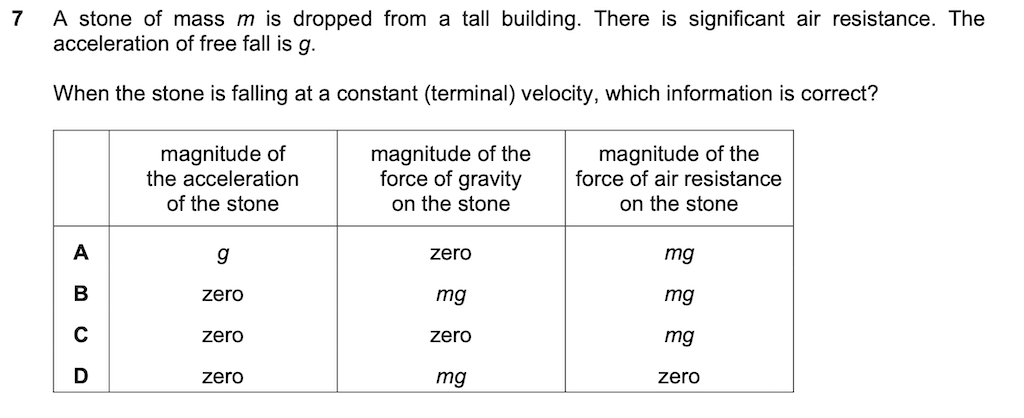 7 A stone of mass m is dropped from a tall building. There is significant air resistance. The
acceleration of free fall is g.
When the stone is falling at a constant (terminal) velocity, which information is correct?
magnitude of the acceleration of the stone
magnitude of the force of gravity on the stone
magnitude of the force of air resistance on the stone
A g zero mg
B zero mg mg
C zero zero mg
D zero mg zero